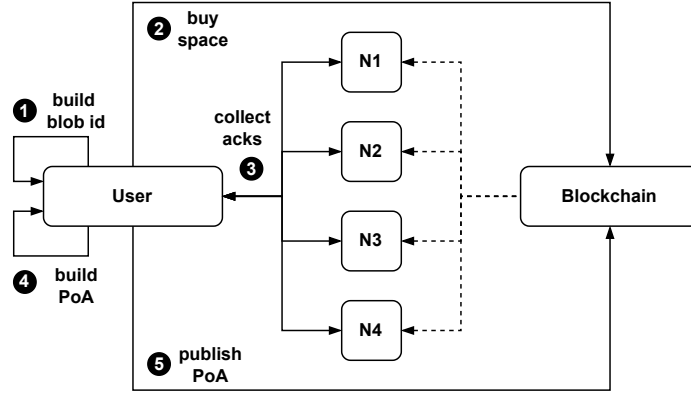 2 buy
space
N1
1 build
blob id
collect
acks
3
N2
User
Blockchain
N3
4 build
PoA
N4
5 publish
PoA